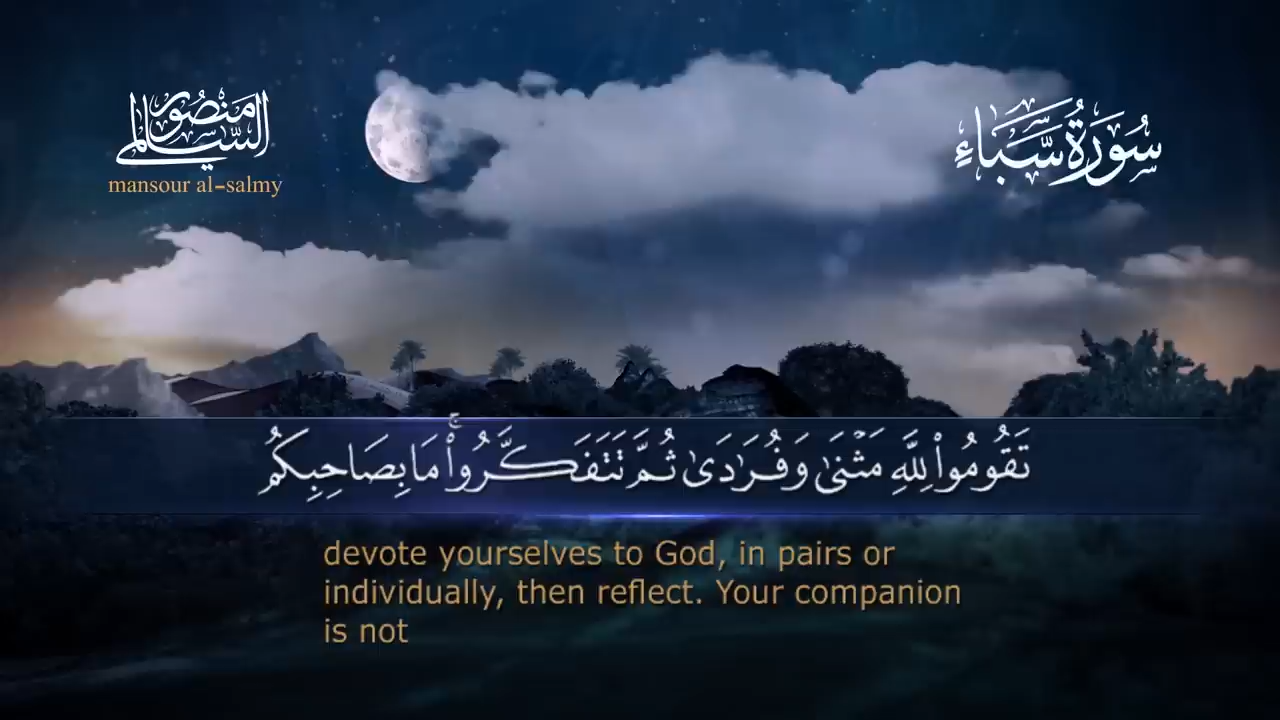 منصور
السالمي
mansour al-salmy
سُورَةُ سَبَإٍ
تَقُومُوا۟ لِلَّهِ مَثْنَىٰ وَفُرَٰدَىٰ ثُمَّ تَتَفَكَّرُوا۟ ۚ مَا بِصَاحِبِكُم
devote yourselves to God, in pairs or
individually, then reflect. Your companion
is not